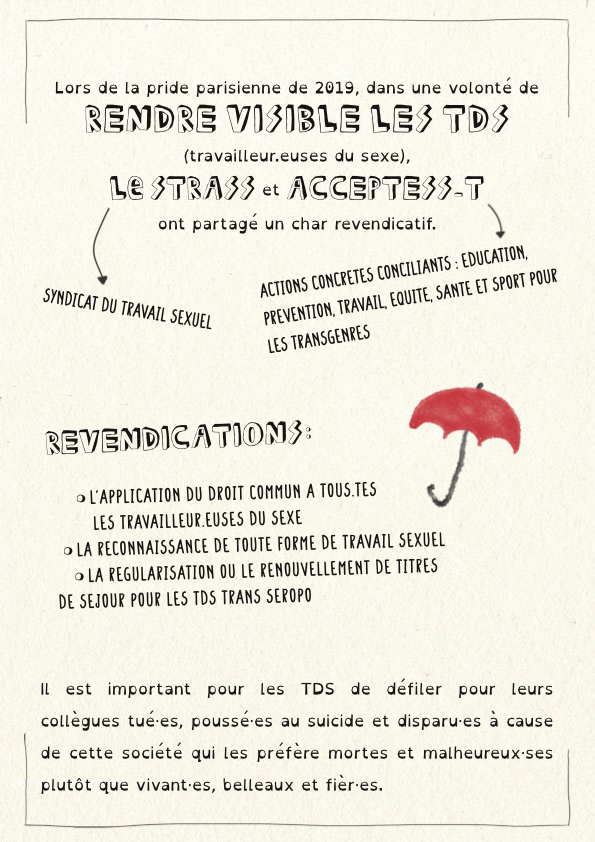 Lors de la pride parisienne de 2019, dans une volonté de
RENDRE VISIBLE LES TDS
(travailleur.euses du sexe),
Le STRASS et ACCEPTESS-T
ont partagé un char revendicatif.
SYNDICAT DU TRAVAIL SEXUEL
ACTIONS CONCRETES CONCILIANTS : EDUCATION,
PREVENTION, TRAVAIL, EQUITE, SANTE ET SPORT POUR
LES TRANSGENRES
REVENDICATIONS:
❍ L'APPLICATION DU DROIT COMMUN A TOUS.TES
LES TRAVAILLEUR.EUSES DU SEXE
❍ LA RECONNAISSANCE DE TOUTE FORME DE TRAVAIL SEXUEL
❍ LA REGULARISATION OU LE RENOUVELLEMENT DE TITRES
DE SEJOUR POUR LES TDS TRANS SEROPO
Il est important pour les TDS de défiler pour leurs
collègues tué·es, poussé·es au suicide et disparu·es à cause
de cette société qui les préfère mortes et malheureux·ses
plutôt que vivant·es, belleaux et fièr·es.